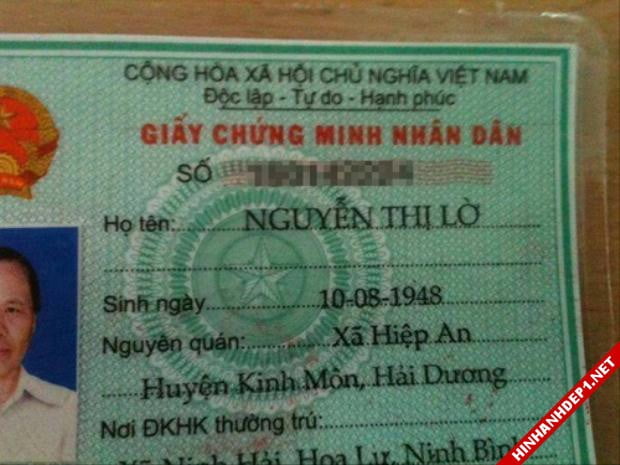 CỘNG HÒA XÃ HỘI CHỦ NGHĨA VIỆT NAM
Độc lập - Tự do - Hạnh phúc
GIẤY CHỨNG MINH NHÂN DÂN
SỐ
Họ tên: NGUYỄN THỊ LỜ
Sinh ngày 10-08-1948
Nguyên quán: Xã Hiệp An
Huyện Kinh Môn, Hải Dương
Nơi ĐKHK thường trú:
Xã Ninh Hải, Hoa Lư, Ninh Bình
HINHANHDEP1.NET